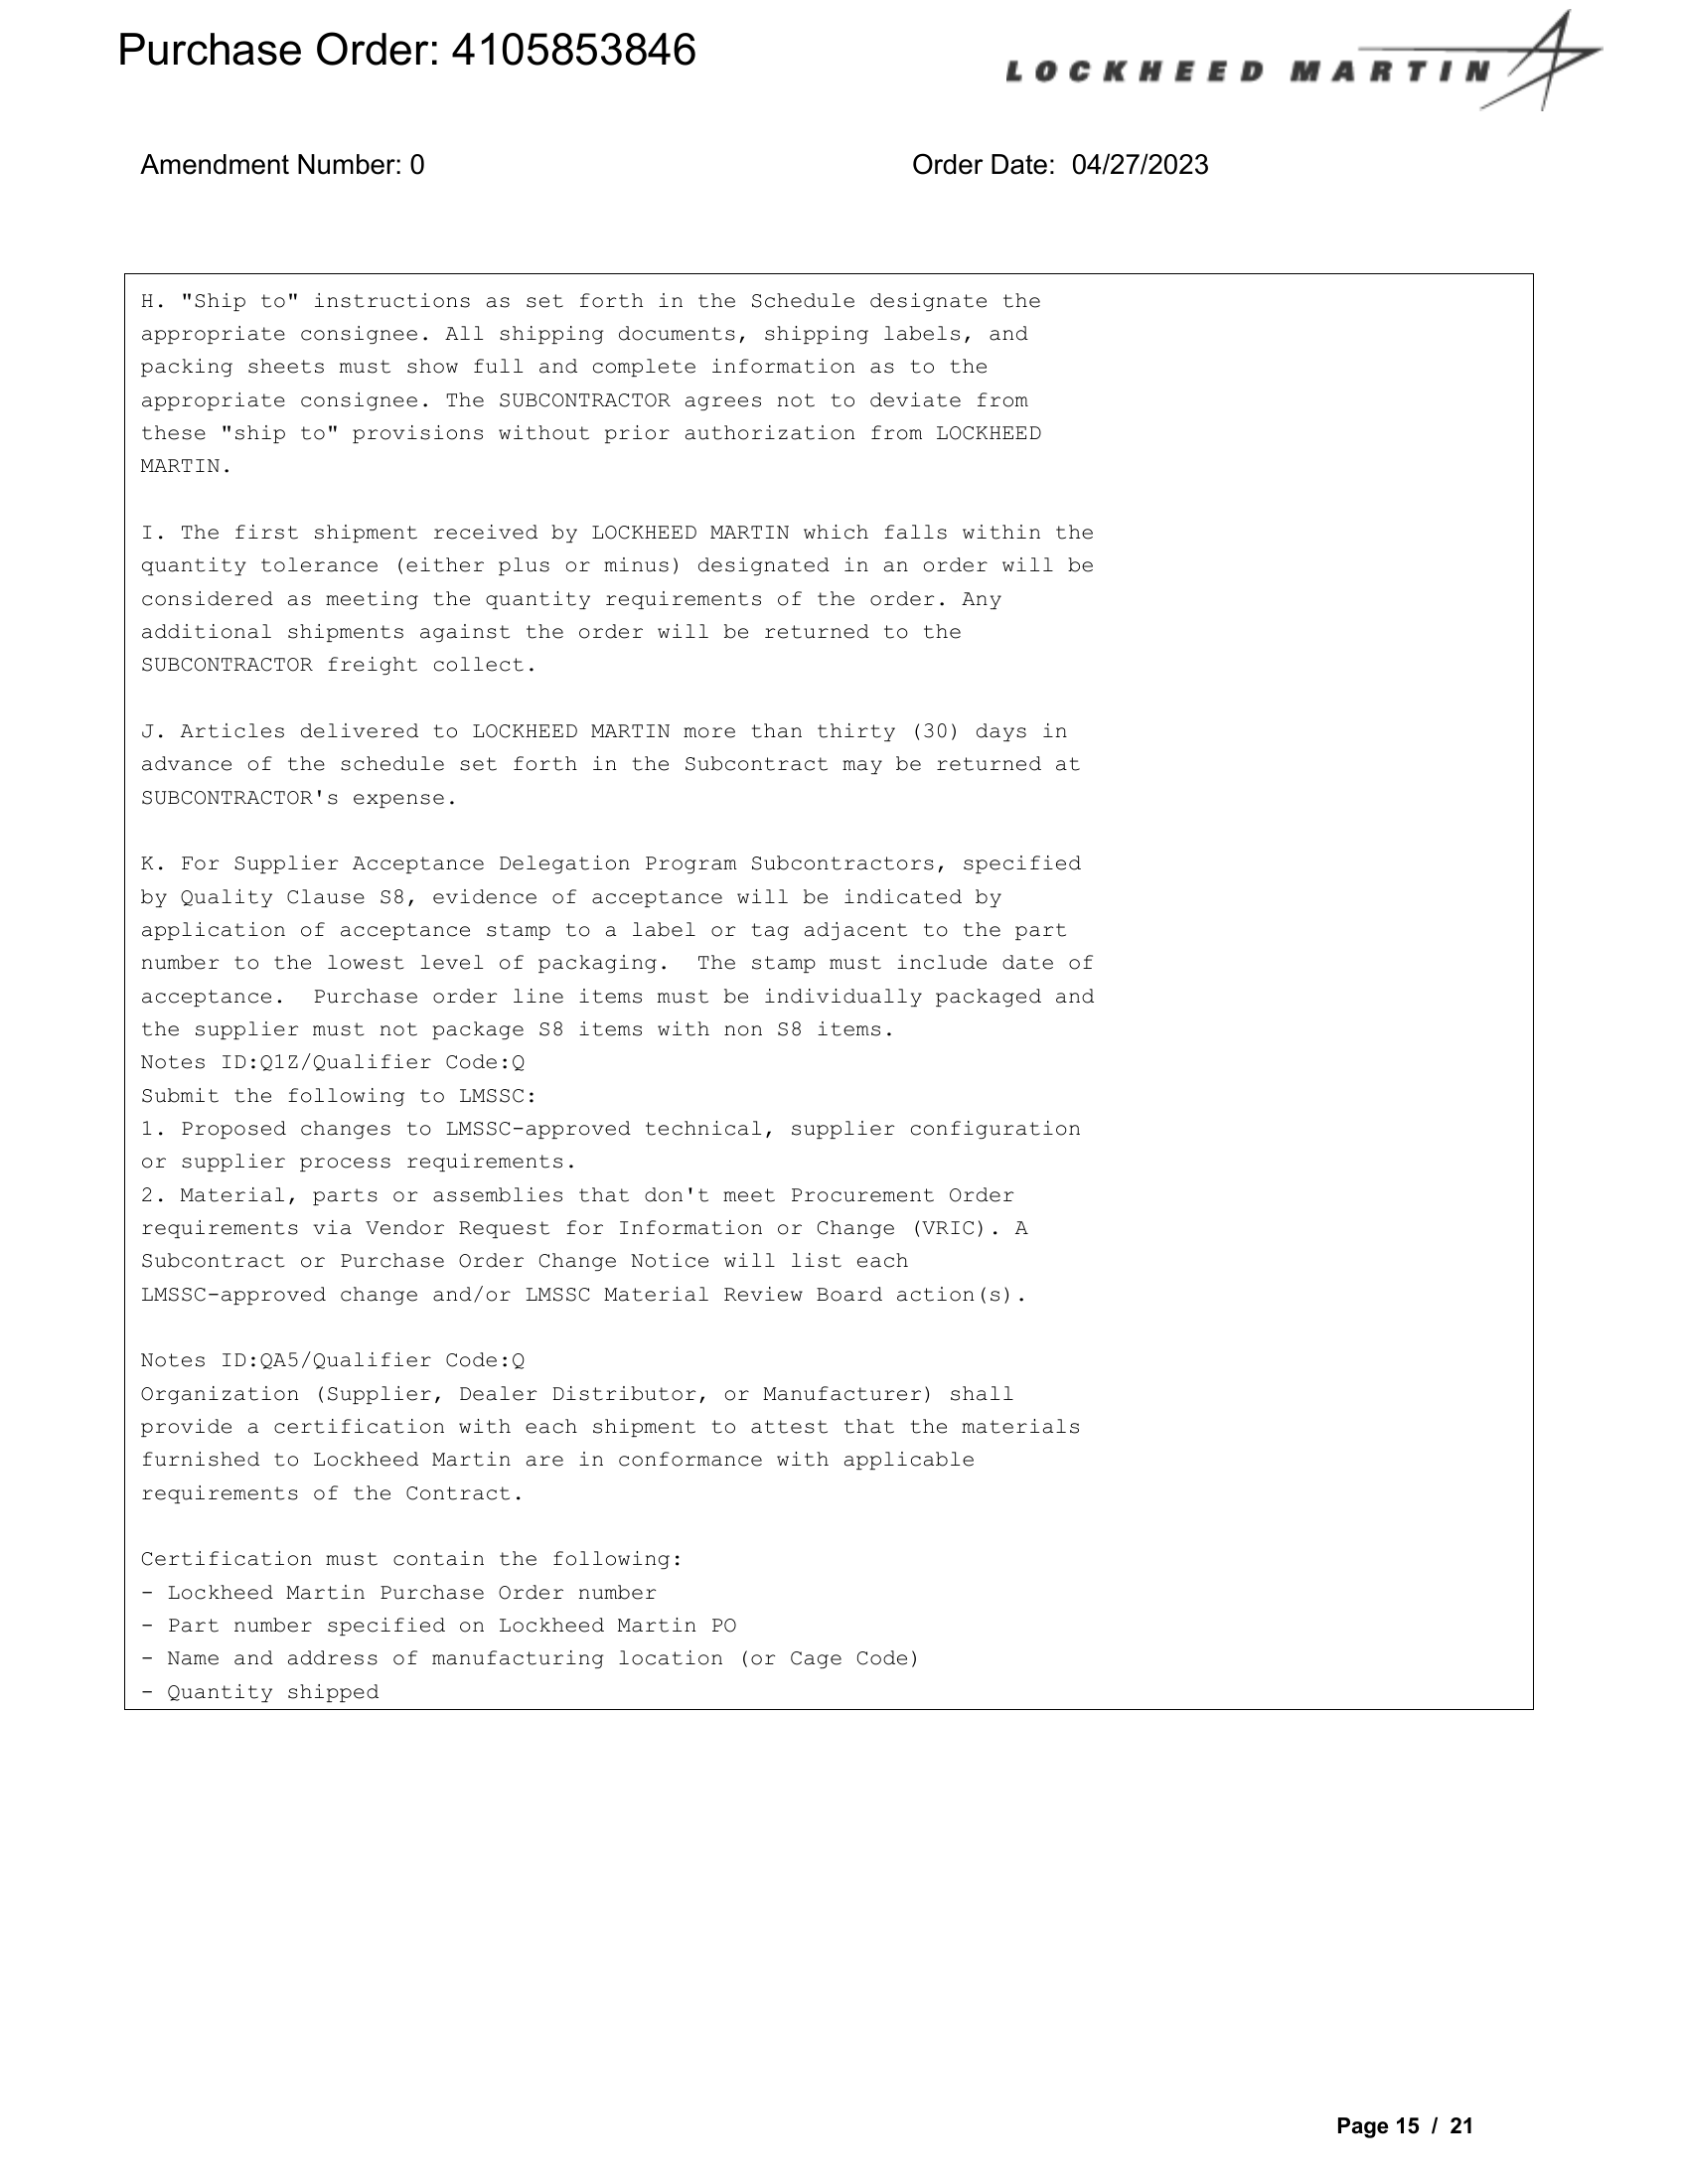 Purchase Order: 4105853846
LOCKHEED MARTIN
Amendment Number: 0
Order Date: 04/27/2023
H. "Ship to" instructions as set forth in the Schedule designate the
appropriate consignee. All shipping documents, shipping labels, and
packing sheets must show full and complete information as to the
appropriate consignee. The SUBCONTRACTOR agrees not to deviate from
these "ship to" provisions without prior authorization from LOCKHEED
MARTIN.
I. The first shipment received by LOCKHEED MARTIN which falls within the
quantity tolerance (either plus or minus) designated in an order will be
considered as meeting the quantity requirements of the order. Any
additional shipments against the order will be returned to the
SUBCONTRACTOR freight collect.
J. Articles delivered to LOCKHEED MARTIN more than thirty (30) days in
advance of the schedule set forth in the Subcontract may be returned at
SUBCONTRACTOR's expense.
K. For Supplier Acceptance Delegation Program Subcontractors, specified
by Quality Clause S8, evidence of acceptance will be indicated by
application of acceptance stamp to a label or tag adjacent to the part
number to the lowest level of packaging.  The stamp must include date of
acceptance.  Purchase order line items must be individually packaged and
the supplier must not package S8 items with non S8 items.
Notes ID:Q1Z/Qualifier Code:Q
Submit the following to LMSSC:
1. Proposed changes to LMSSC-approved technical, supplier configuration
or supplier process requirements.
2. Material, parts or assemblies that don't meet Procurement Order
requirements via Vendor Request for Information or Change (VRIC). A
Subcontract or Purchase Order Change Notice will list each
LMSSC-approved change and/or LMSSC Material Review Board action(s).
Notes ID:QA5/Qualifier Code:Q
Organization (Supplier, Dealer Distributor, or Manufacturer) shall
provide a certification with each shipment to attest that the materials
furnished to Lockheed Martin are in conformance with applicable
requirements of the Contract.
Certification must contain the following:
- Lockheed Martin Purchase Order number
- Part number specified on Lockheed Martin PO
- Name and address of manufacturing location (or Cage Code)
- Quantity shipped
Page 15 / 21